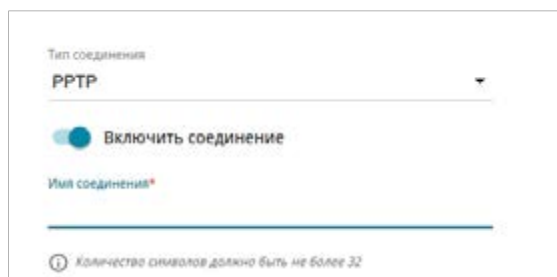 Тип соединения
PPTP
Включить соединение
Имя соединения*
Количество символов должно быть не более 32